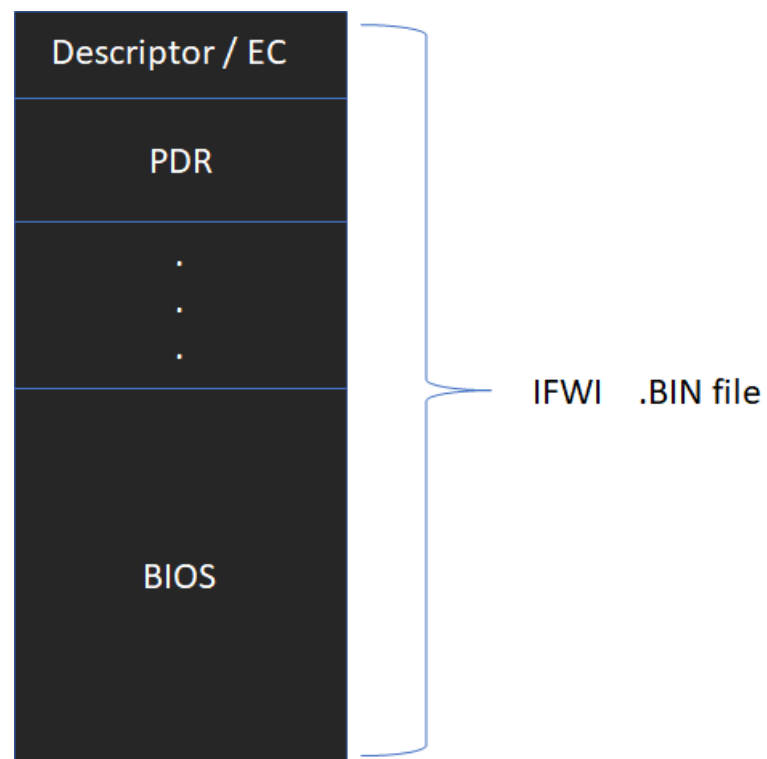 Descriptor / EC
PDR
.
.
.
IFWI .BIN file
BIOS